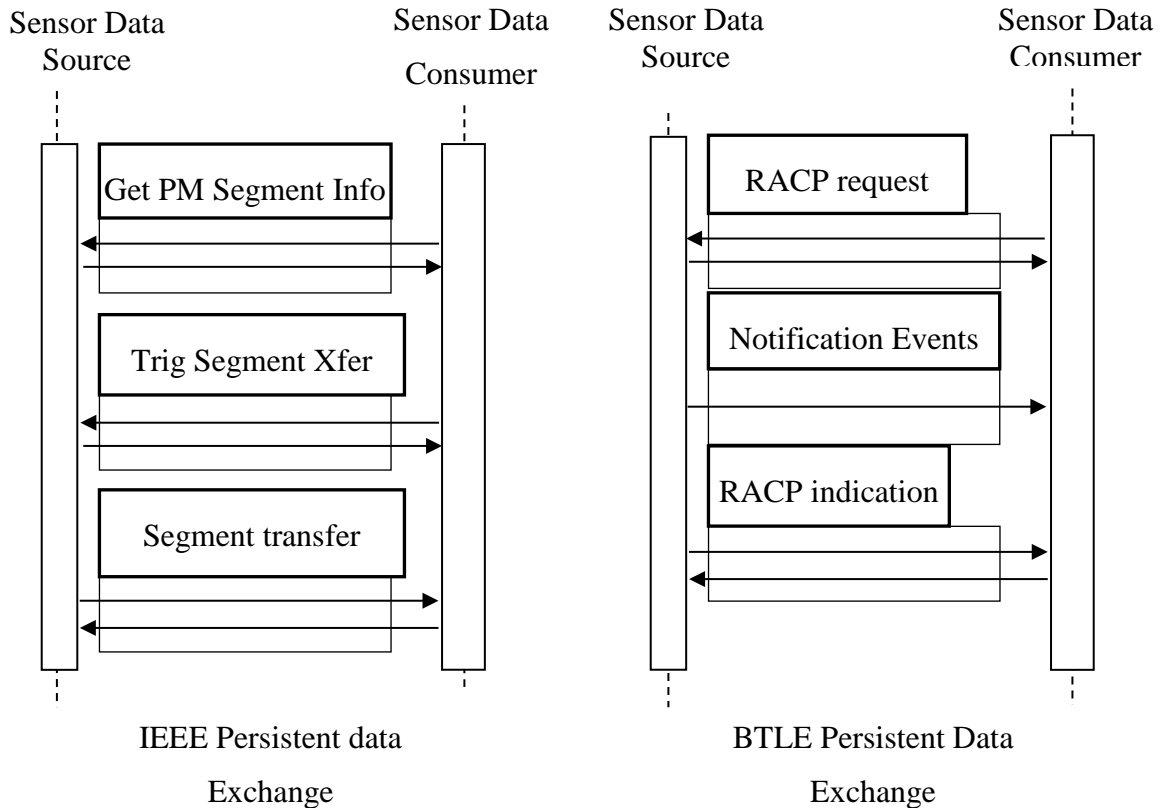 Sensor Data
Source
Sensor Data
Consumer
Get PM Segment Info
Trig Segment Xfer
Segment transfer
IEEE Persistent data
Exchange
Sensor Data
Source
Sensor Data
Consumer
RACP request
Notification Events
RACP indication
BTLE Persistent Data
Exchange